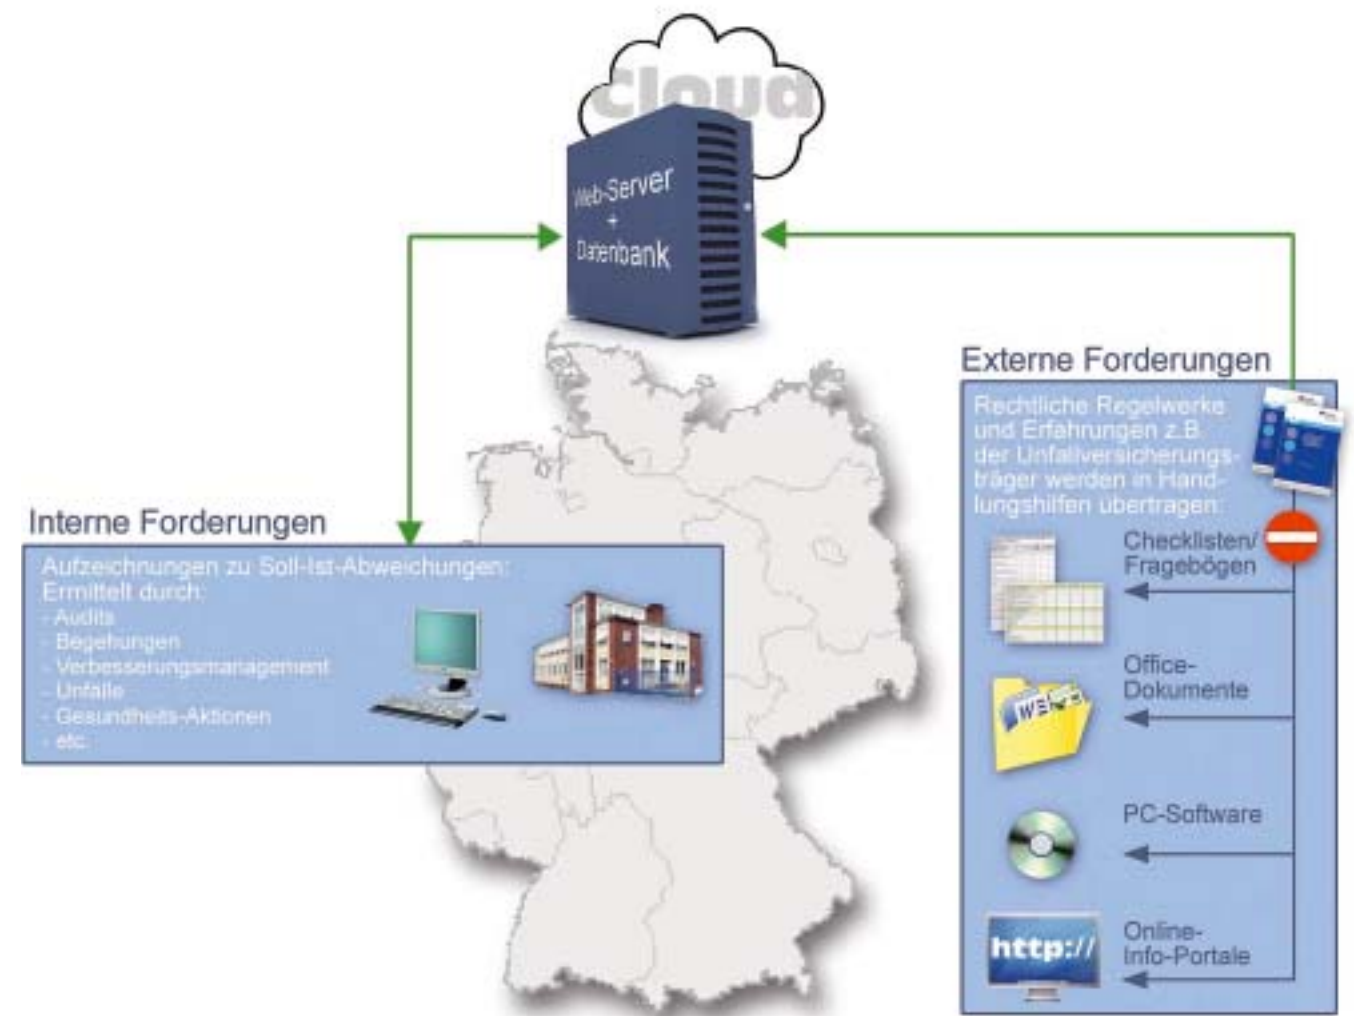 Cloud
Web-Server
+
Datenbank
Externe Forderungen
Rechtliche Regelwerke
und Erfahrungen z.B.
der Unfallversicherungs-
träger werden in Hand-
lungshilfen übertragen:
Checklisten/
Fragebögen
Office-
Dokumente
PC-Software
http://
Online-
Info-Portale
Interne Forderungen
Aufzeichnungen zu Soll-Ist-Abweichungen:
Ermittelt durch:
- Audits
- Begehungen
- Verbesserungsmanagement
- Unfälle
- Gesundheits-Aktionen
- etc.